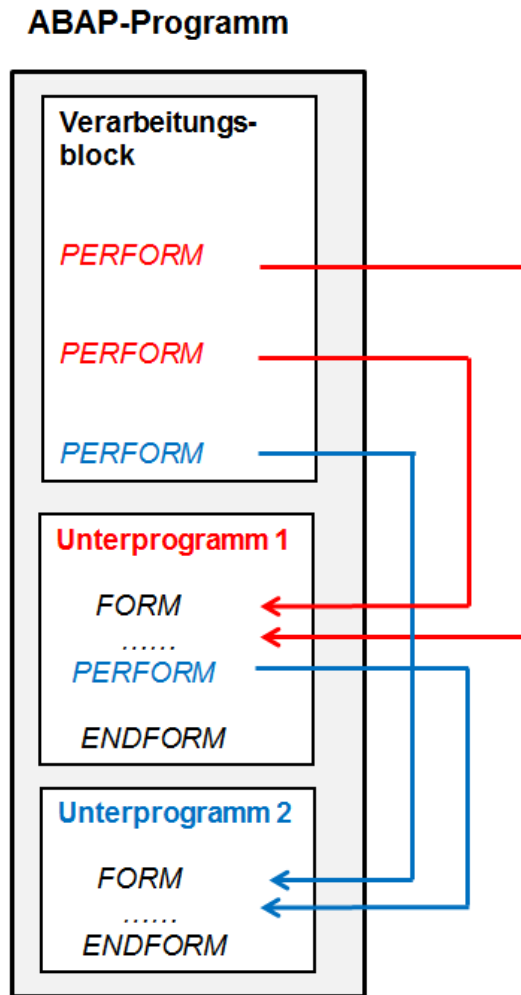 ABAP-Programm
Verarbeitungs-
block
PERFORM
PERFORM
PERFORM
Unterprogramm 1
FORM
......
PERFORM
ENDFORM
Unterprogramm 2
FORM
......
ENDFORM